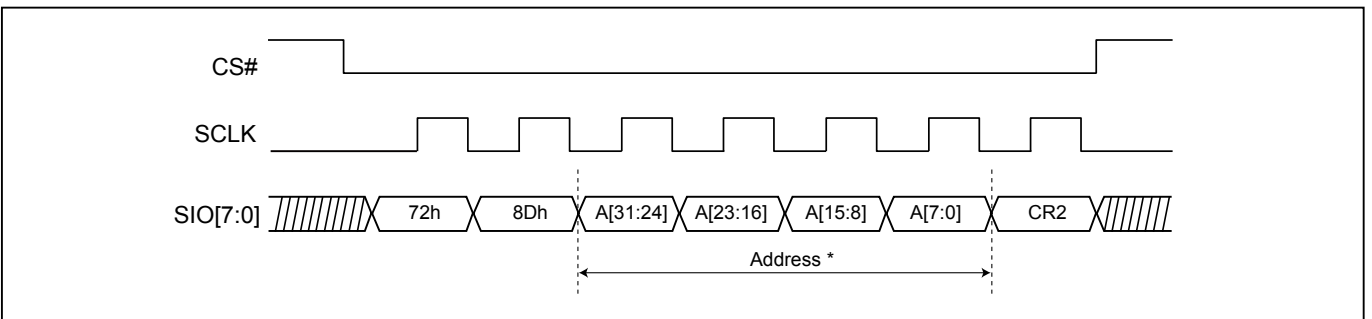 CS#
SCLK
SIO[7:0] 72h 8Dh A[31:24] A[23:16] A[15:8] A[7:0] CR2
Address *